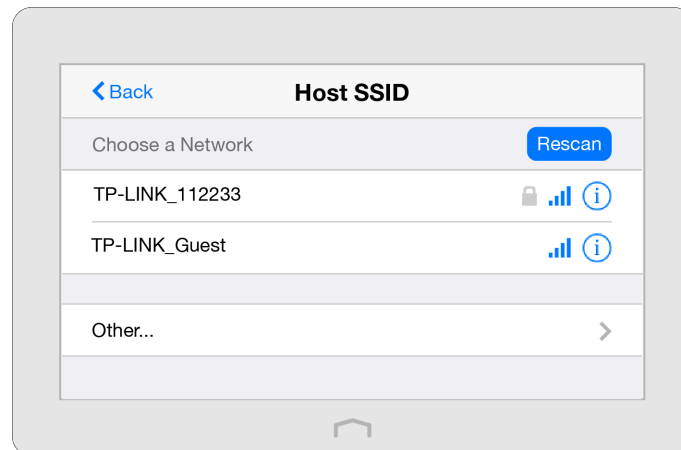 Back Host SSID
Choose a Network Rescan
TP-LINK_112233
TP-LINK_Guest
Other...